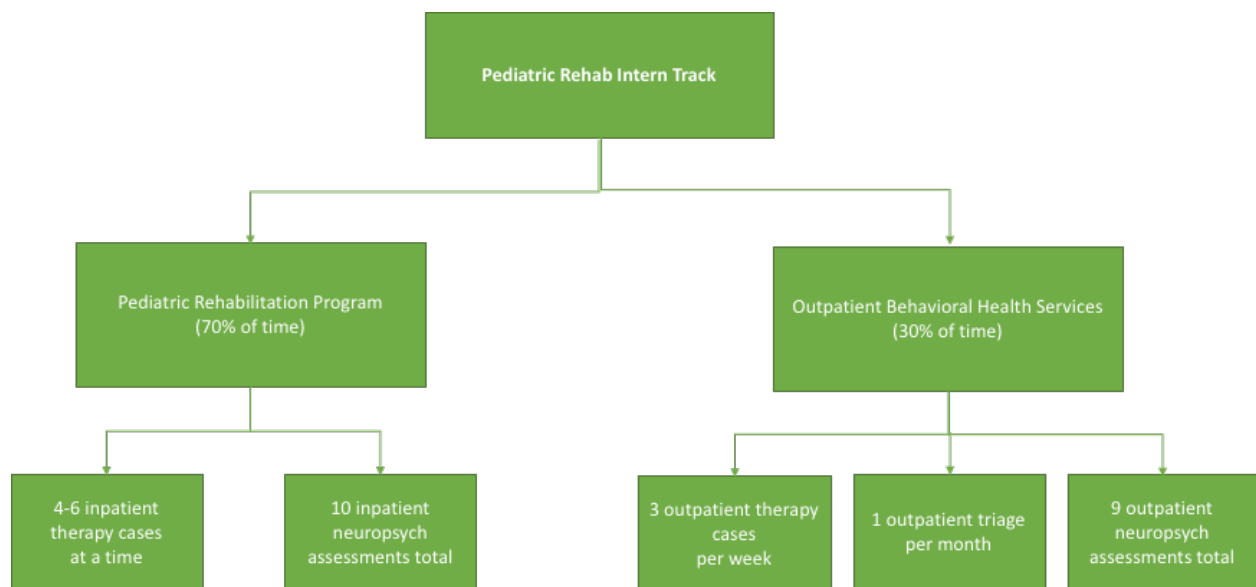 Pediatric Rehab Intern Track
Pediatric Rehabilitation Program
(70% of time)
Outpatient Behavioral Health Services
(30% of time)
4-6 inpatient
therapy cases
at a time
10 inpatient
neuropsych
assessments total
3 outpatient therapy
cases
per week
1 outpatient triage
per month
9 outpatient
neuropsych
assessments total